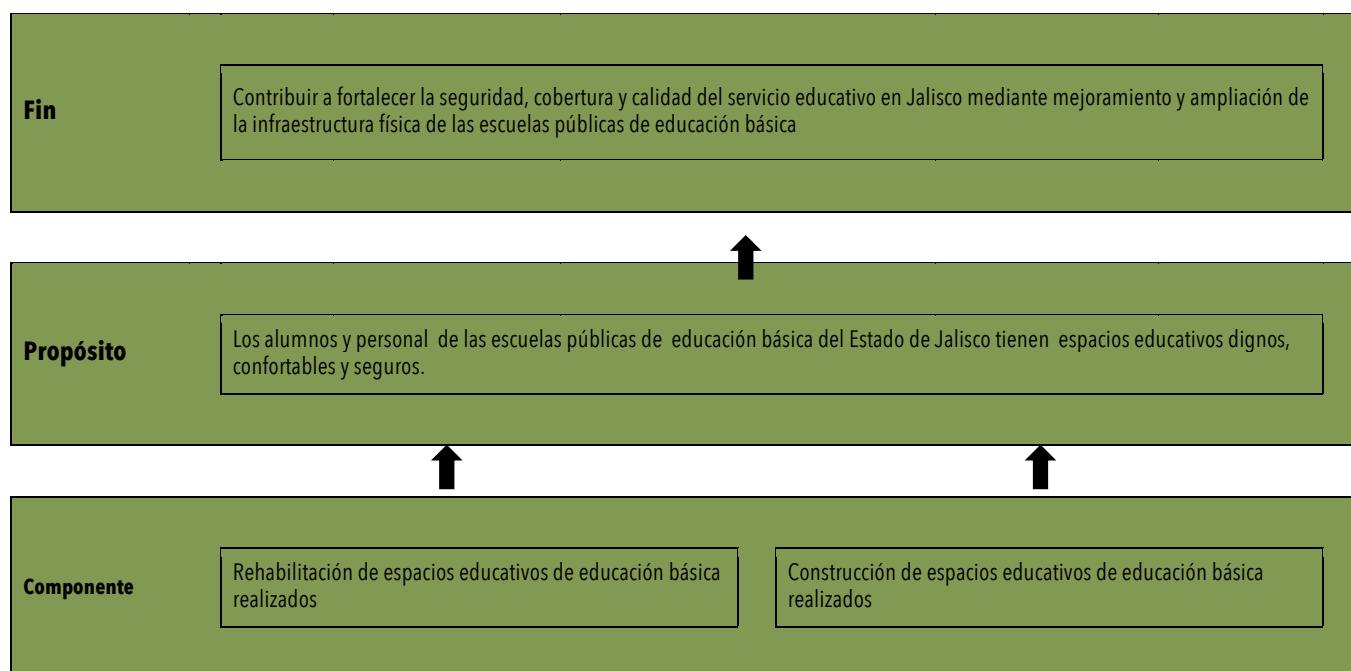 Fin
Contribuir a fortalecer la seguridad, cobertura y calidad del servicio educativo en Jalisco mediante mejoramiento y ampliación de
la infraestructura física de las escuelas públicas de educación básica
Propósito
Los alumnos y personal de las escuelas públicas de educación básica del Estado de Jalisco tienen espacios educativos dignos,
confortables y seguros.
Componente
Rehabilitación de espacios educativos de educación básica
realizados
Construcción de espacios educativos de educación básica
realizados